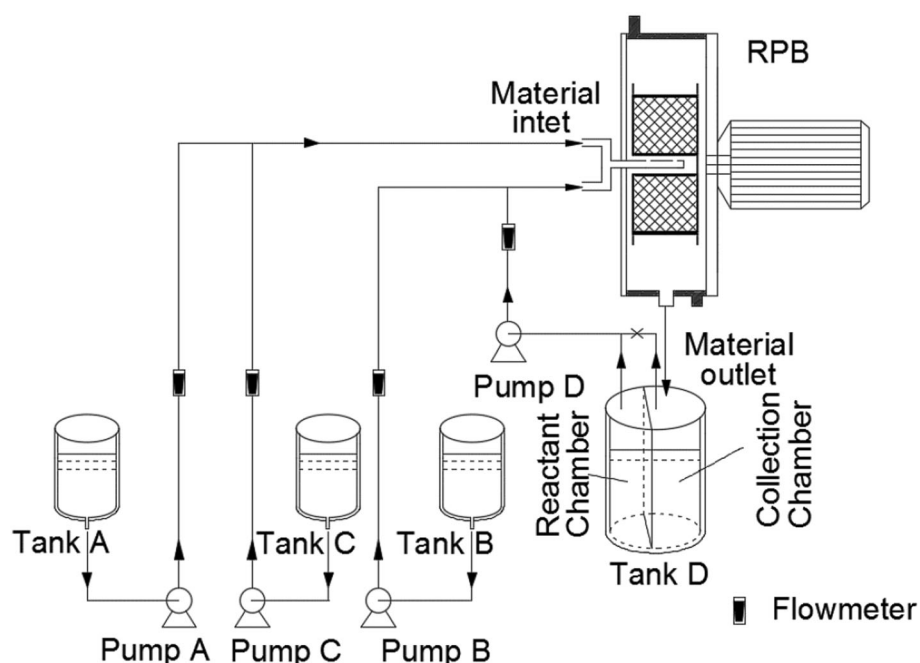 RPB
Material
intet
Pump D
Material
outlet
Reactant
Chamber
Collection
Chamber
Tank A
Tank C
Tank B
Tank D
Flowmeter
Pump A
Pump C
Pump B